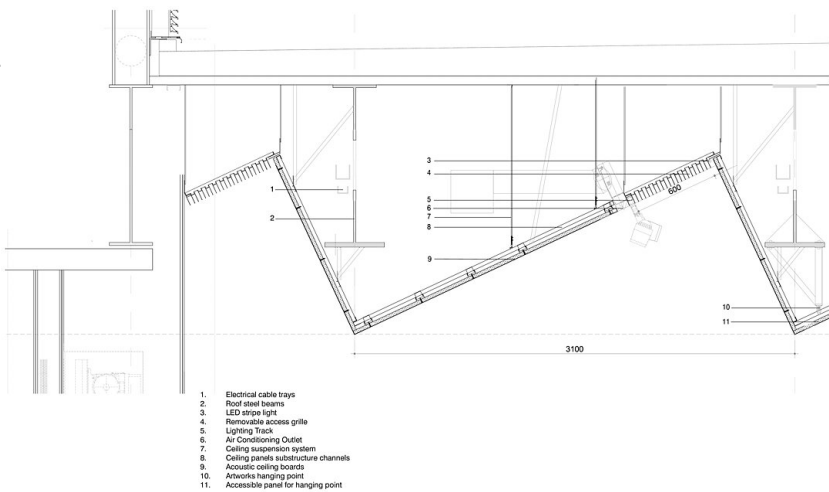 3
4
5
6
7
8
9
1
2
600
10
11
3100
1. Electrical cable trays
2. Roof steel beams
3. LED stripe light
4. Removable access grille
5. Lighting Track
6. Air Conditioning Outlet
7. Ceiling suspension system
8. Ceiling panels substructure channels
9. Acoustic ceiling boards
10. Artworks hanging point
11. Accessible panel for hanging point